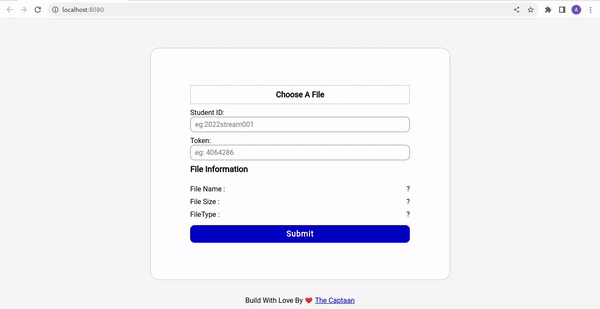 localhost:8080
A
Choose A File
Student ID:
eg:2022stream001
Token:
eg: 4064286
File Information
File Name : ?
File Size : ?
FileType : ?
Submit
Build With Love By ❤️ The Captaan